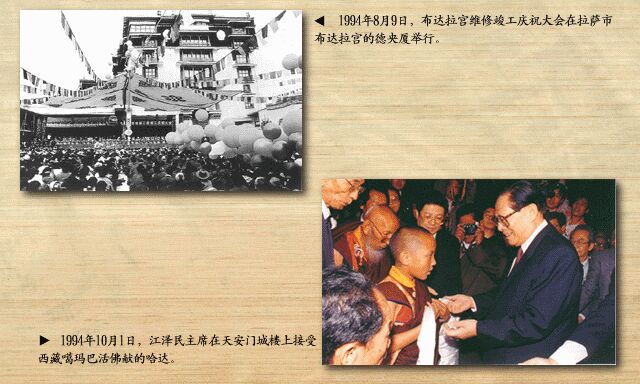 ◀ 1994年8月9日，布达拉宫维修竣工庆祝大会在拉萨市
布达拉宫的德央厦举行。
▶ 1994年10月1日，江泽民主席在天安门城楼上接受
西藏噶玛巴活佛献的哈达。